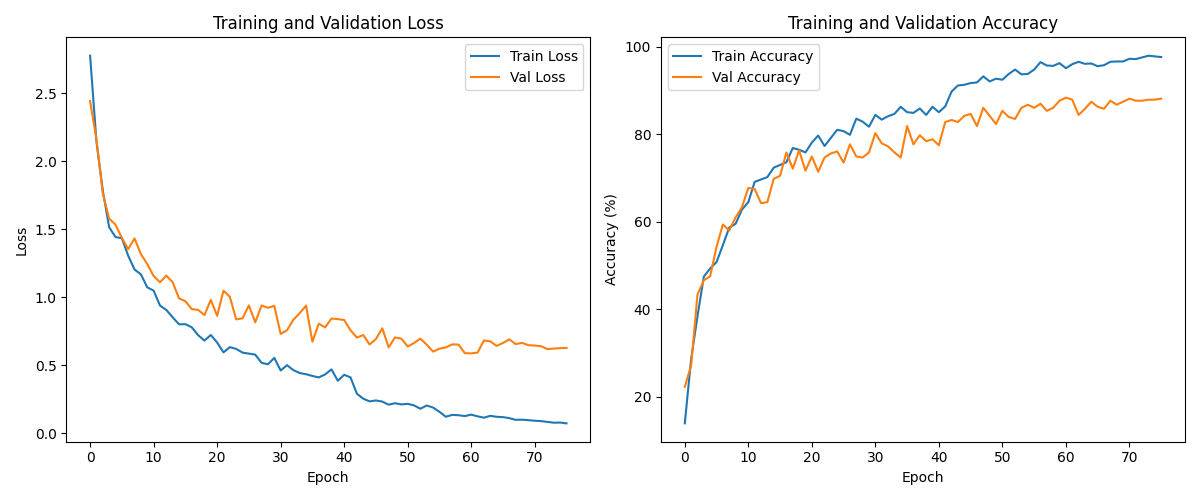 Training and Validation Loss
Train Loss
Val Loss
2.5
2.0
1.5
1.0
0.5
0.0
Loss
0 10 20 30 40 50 60 70
Epoch
Training and Validation Accuracy
Train Accuracy
Val Accuracy
100
80
60
40
20
Accuracy (%)
0 10 20 30 40 50 60 70
Epoch